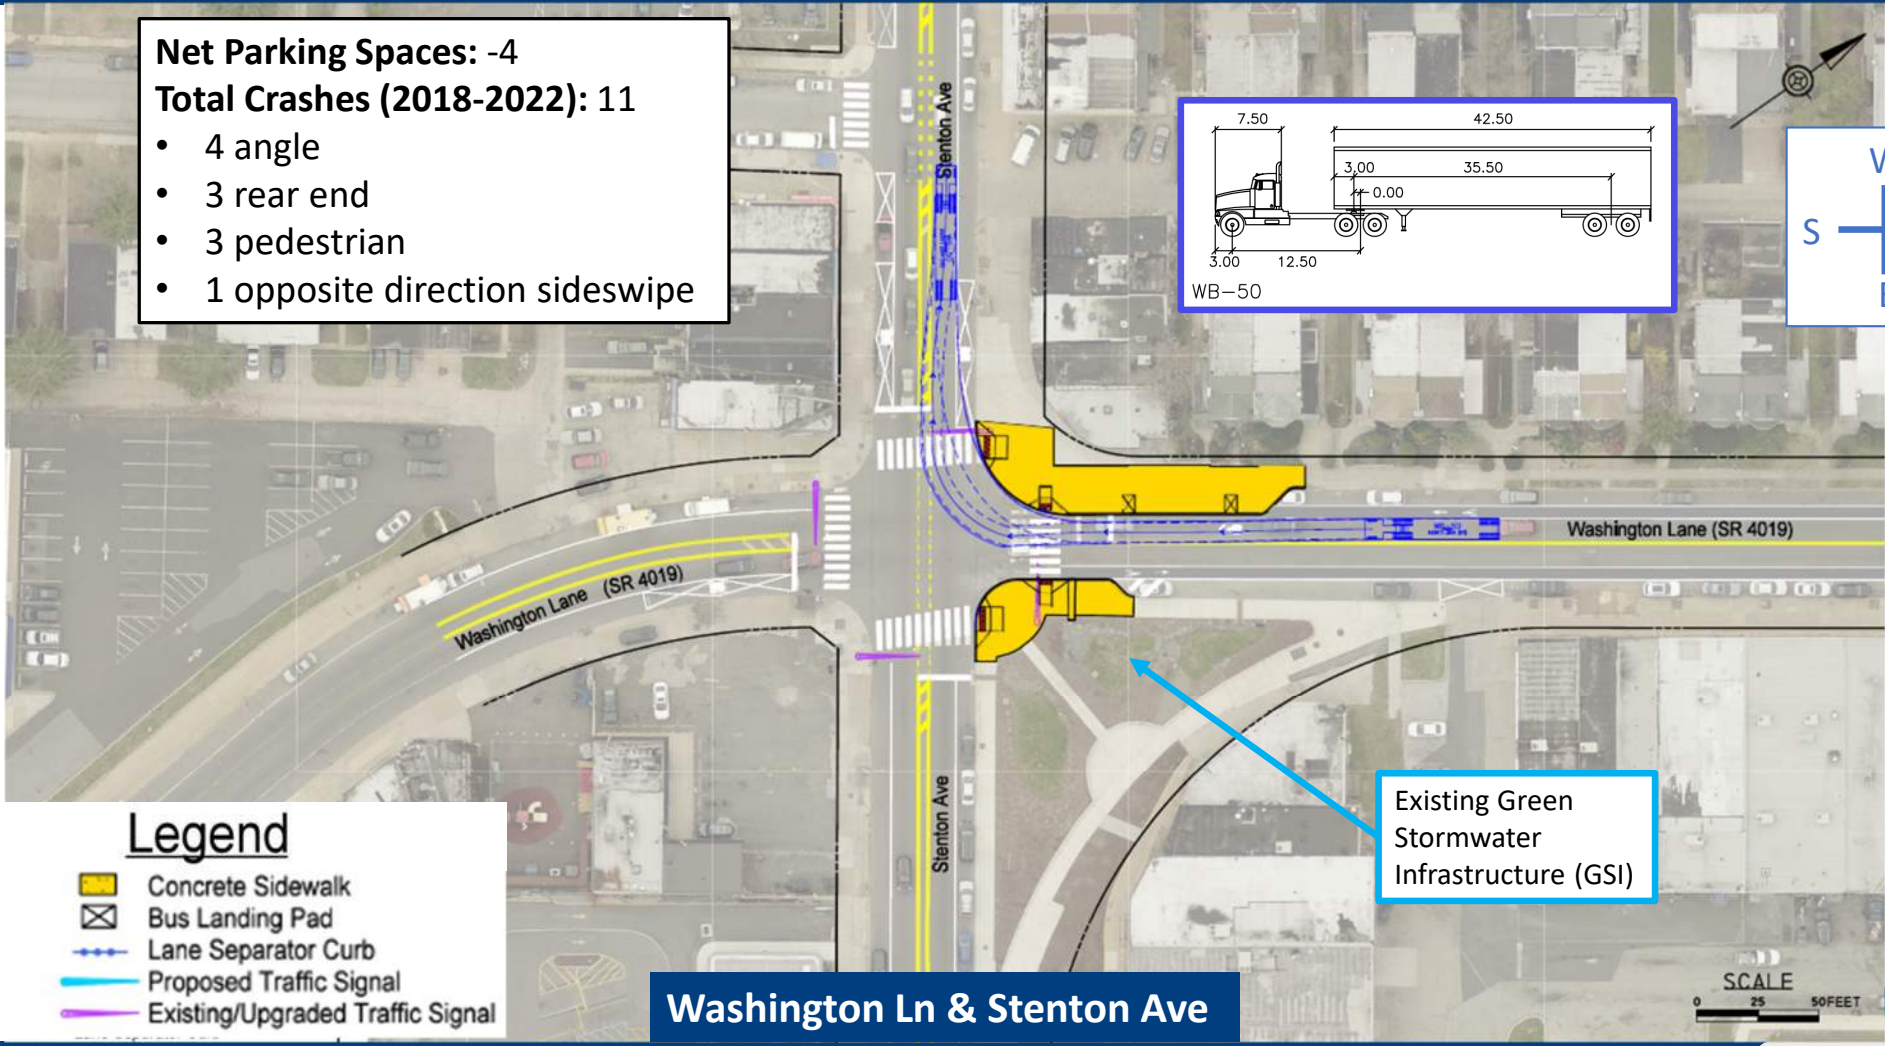 Net Parking Spaces: -4
Total Crashes (2018-2022): 11
• 4 angle
• 3 rear end
• 3 pedestrian
• 1 opposite direction sideswipe
Stenton Ave
7.50
42.50
3.00
35.50
0.00
3.00
12.50
WB-50
S
Washington Lane (SR 4019)
Washington Lane (SR 4019)
Stenton Ave
Existing Green
Stormwater
Infrastructure (GSI)
Legend
Concrete Sidewalk
Bus Landing Pad
Lane Separator Curb
Proposed Traffic Signal
Existing/Upgraded Traffic Signal
SCALE
0 25 50FEET
Washington Ln & Stenton Ave